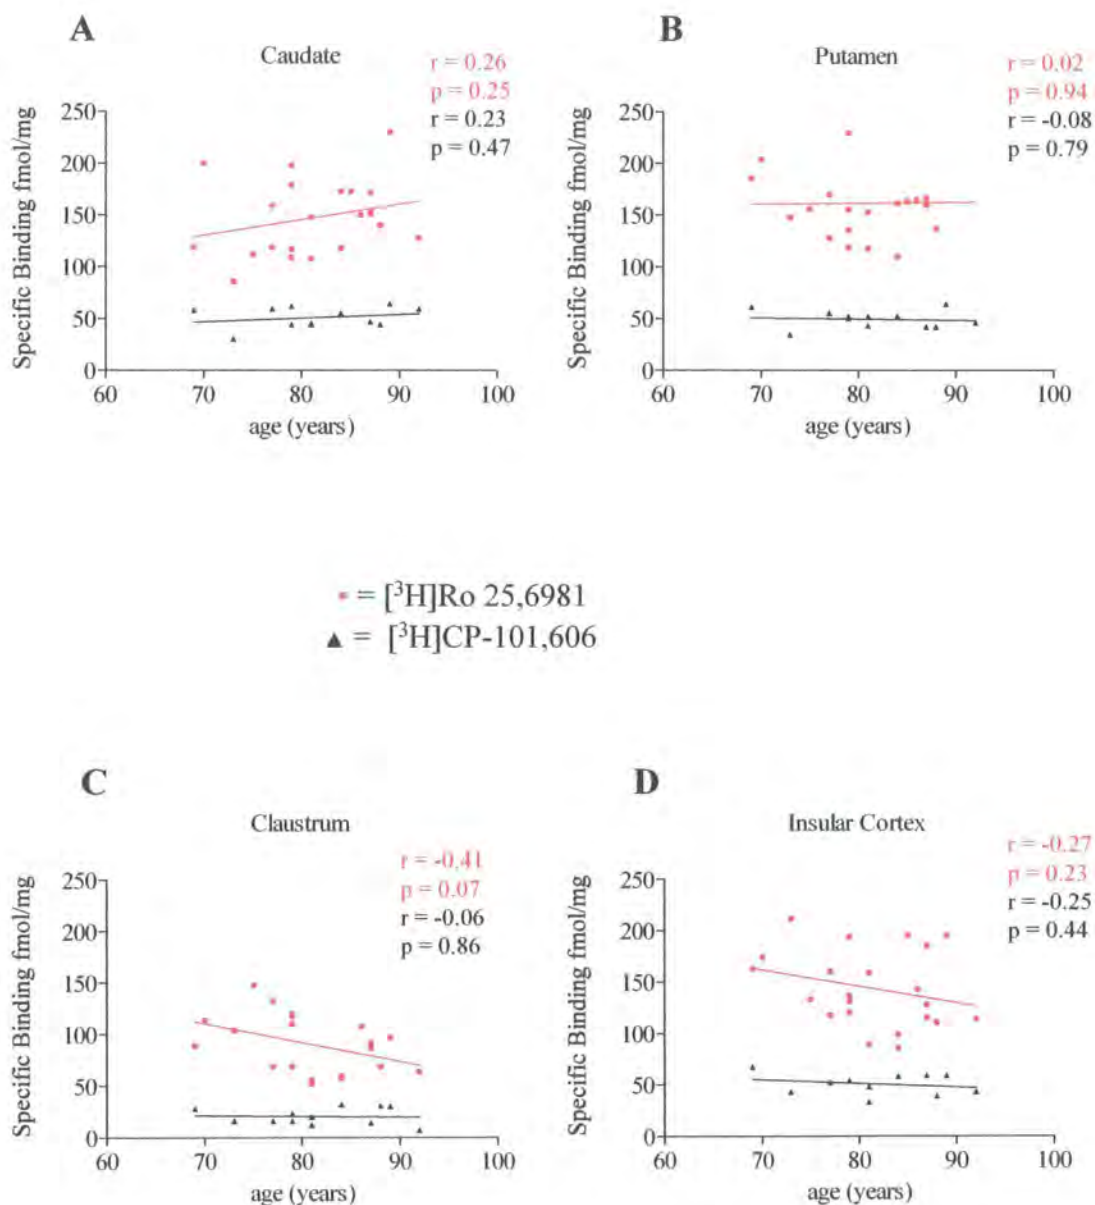 A
Caudate
r = 0.26
p = 0.25
r = 0.23
p = 0.47
Specific Binding fmol/mg
250
200
150
100
50
0
60 70 80 90 100
age (years)
B
Putamen
r = 0.02
p = 0.94
r = -0.08
p = 0.79
Specific Binding fmol/mg
250
200
150
100
50
0
60 70 80 90 100
age (years)
= [³H]Ro 25,6981
▲ = [³H]CP-101,606
C
Claustrum
r = -0.41
p = 0.07
r = -0.06
p = 0.86
Specific Binding fmol/mg
250
200
150
100
50
0
60 70 80 90 100
age (years)
D
Insular Cortex
r = -0.27
p = 0.23
r = -0.25
p = 0.44
Specific Binding fmol/mg
250
200
150
100
50
0
60 70 80 90 100
age (years)